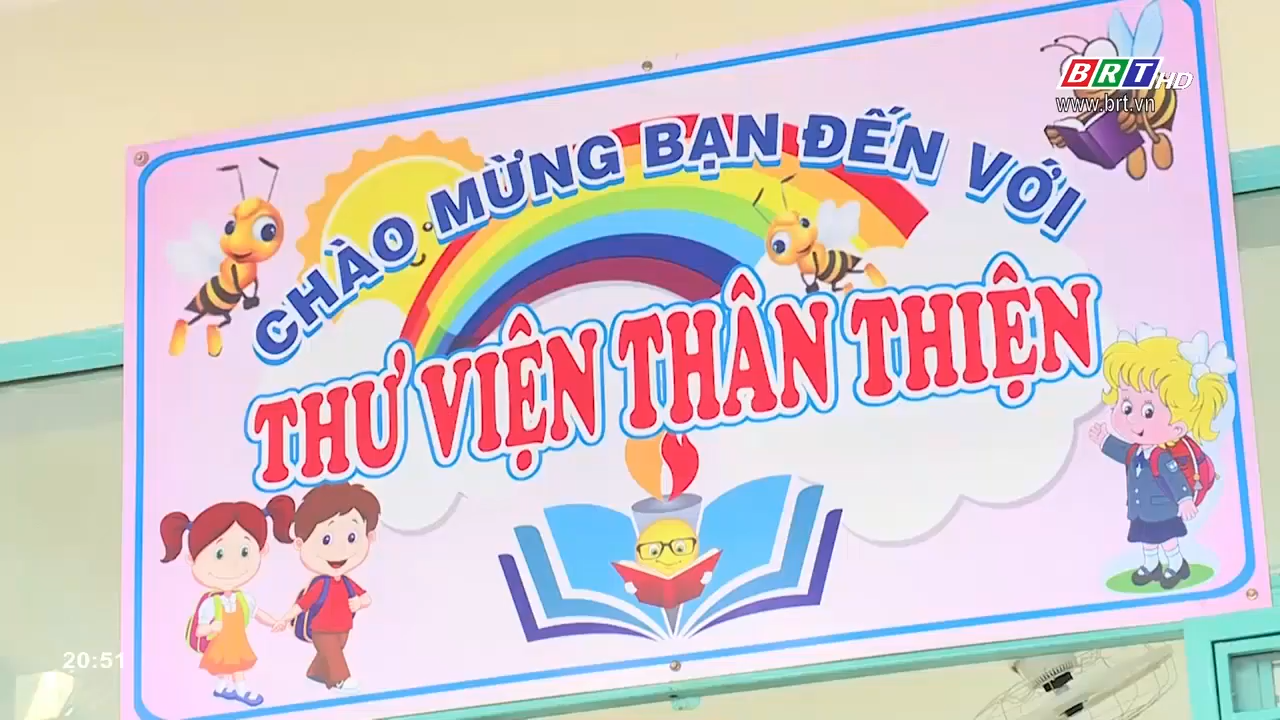 BRT HD
www.brt.vn
CHÀO MỪNG BẠN ĐẾN VỚI
THƯ VIỆN THÂN THIỆN
20:51